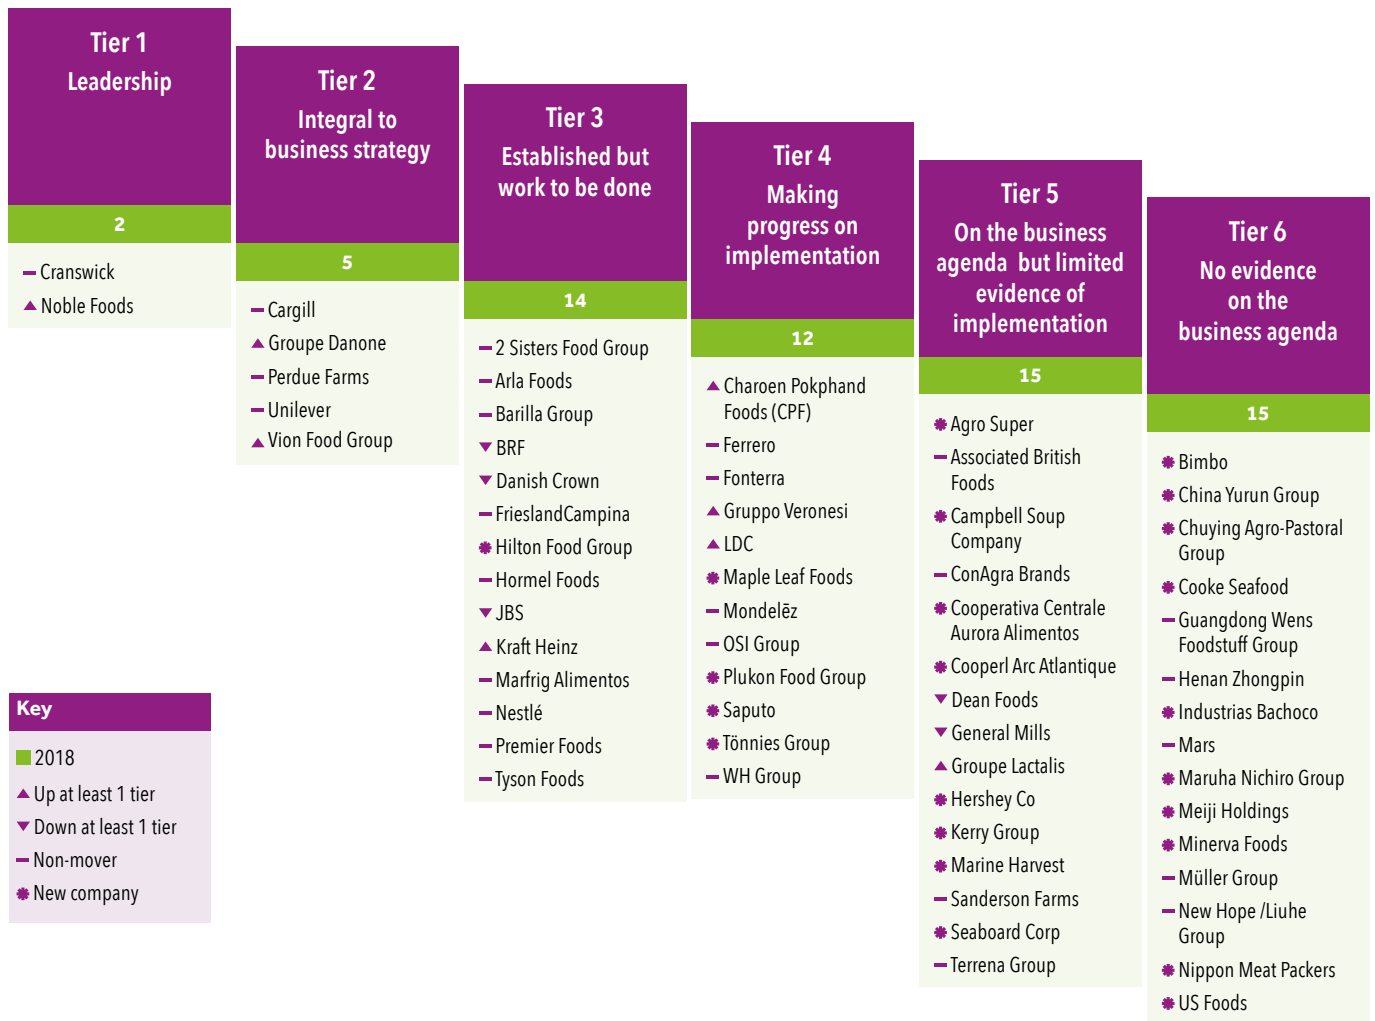 Tier 1
Leadership
2
Cranswick
Noble Foods
Tier 2
Integral to
business strategy
5
Cargill
Groupe Danone
Perdue Farms
Unilever
Vion Food Group
Tier 3
Established but
work to be done
14
2 Sisters Food Group
Arla Foods
Barilla Group
BRF
Danish Crown
FrieslandCampina
Hilton Food Group
Hormel Foods
JBS
Kraft Heinz
Marfrig Alimentos
Nestlé
Premier Foods
Tyson Foods
Tier 4
Making
progress on
implementation
12
Charoen Pokphand
Foods (CPF)
Ferrero
Fonterra
Gruppo Veronesi
LDC
Maple Leaf Foods
Mondelēz
OSI Group
Plukon Food Group
Saputo
Tönnies Group
WH Group
Tier 5
On the business
agenda but limited
evidence of
implementation
15
Agro Super
Associated British
Foods
Campbell Soup
Company
ConAgra Brands
Cooperativa Centrale
Aurora Alimentos
Cooperl Arc Atlantique
Dean Foods
General Mills
Groupe Lactalis
Hershey Co
Kerry Group
Marine Harvest
Sanderson Farms
Seaboard Corp
Terrena Group
Tier 6
No evidence
on the
business agenda
15
Bimbo
China Yurun Group
Chuying Agro-Pastoral
Group
Cooke Seafood
Guangdong Wens
Foodstuff Group
Henan Zhongpin
Industrias Bachoco
Mars
Maruha Nichiro Group
Meiji Holdings
Minerva Foods
Müller Group
New Hope /Liuhe
Group
Nippon Meat Packers
US Foods
Key
2018
Up at least 1 tier
Down at least 1 tier
Non-mover
New company